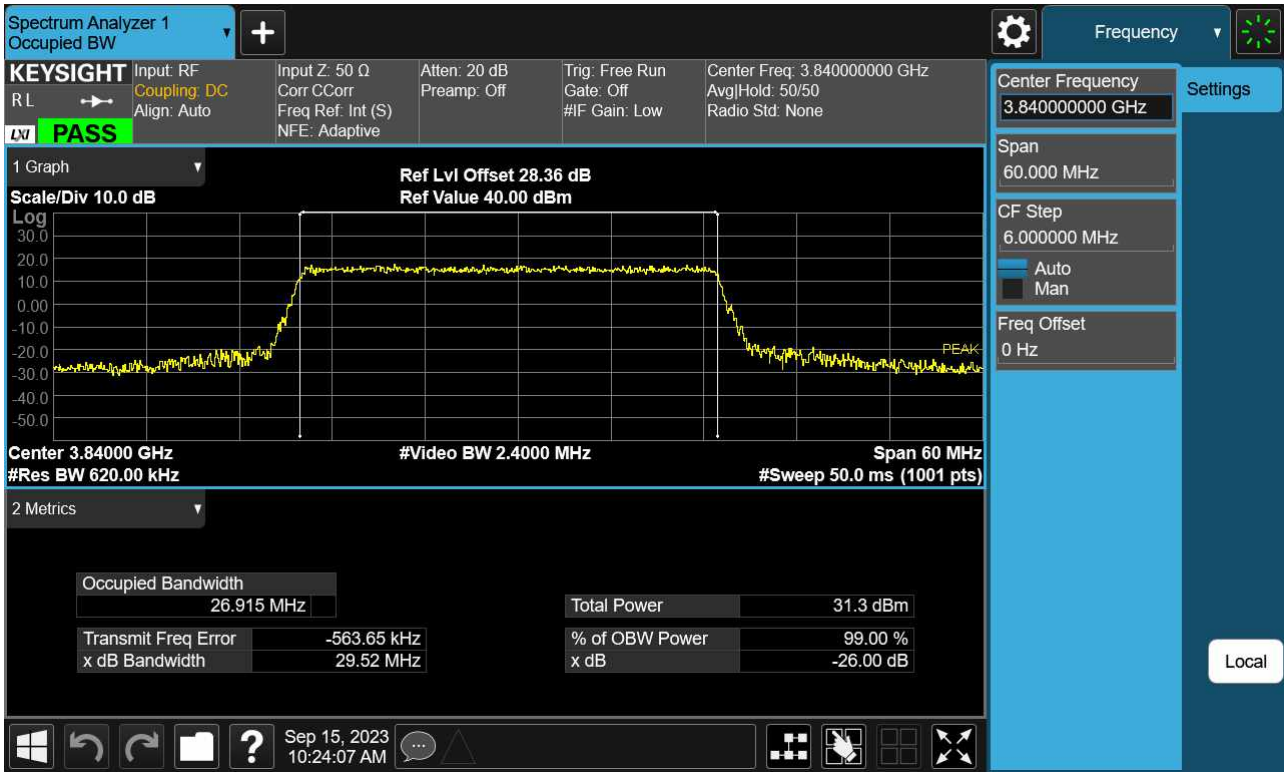 Spectrum Analyzer 1
Occupied BW
Frequency
KEYSIGHT
R L
LXI
PASS
Input: RF
Coupling: DC
Align: Auto
Input Z: 50 Ω
Corr CCorr
Freq Ref: Int (S)
NFE: Adaptive
Atten: 20 dB
Preamp: Off
Trig: Free Run
Gate: Off
#IF Gain: Low
Center Freq: 3.840000000 GHz
Avg|Hold: 50/50
Radio Std: None
Center Frequency
3.840000000 GHz
Settings
Span
60.000 MHz
CF Step
6.000000 MHz
Auto
Man
Freq Offset
0 Hz
Local
1 Graph
Scale/Div 10.0 dB
Ref Lvl Offset 28.36 dB
Ref Value 40.00 dBm
Log
30.0
20.0
10.0
0.00
-10.0
-20.0
-30.0
-40.0
-50.0
PEAK
Center 3.84000 GHz
#Video BW 2.4000 MHz
Span 60 MHz
#Res BW 620.00 kHz
#Sweep 50.0 ms (1001 pts)
2 Metrics
Occupied Bandwidth
26.915 MHz
Total Power 31.3 dBm
Transmit Freq Error -563.65 kHz
% of OBW Power 99.00 %
x dB Bandwidth 29.52 MHz
x dB -26.00 dB
Sep 15, 2023
10:24:07 AM